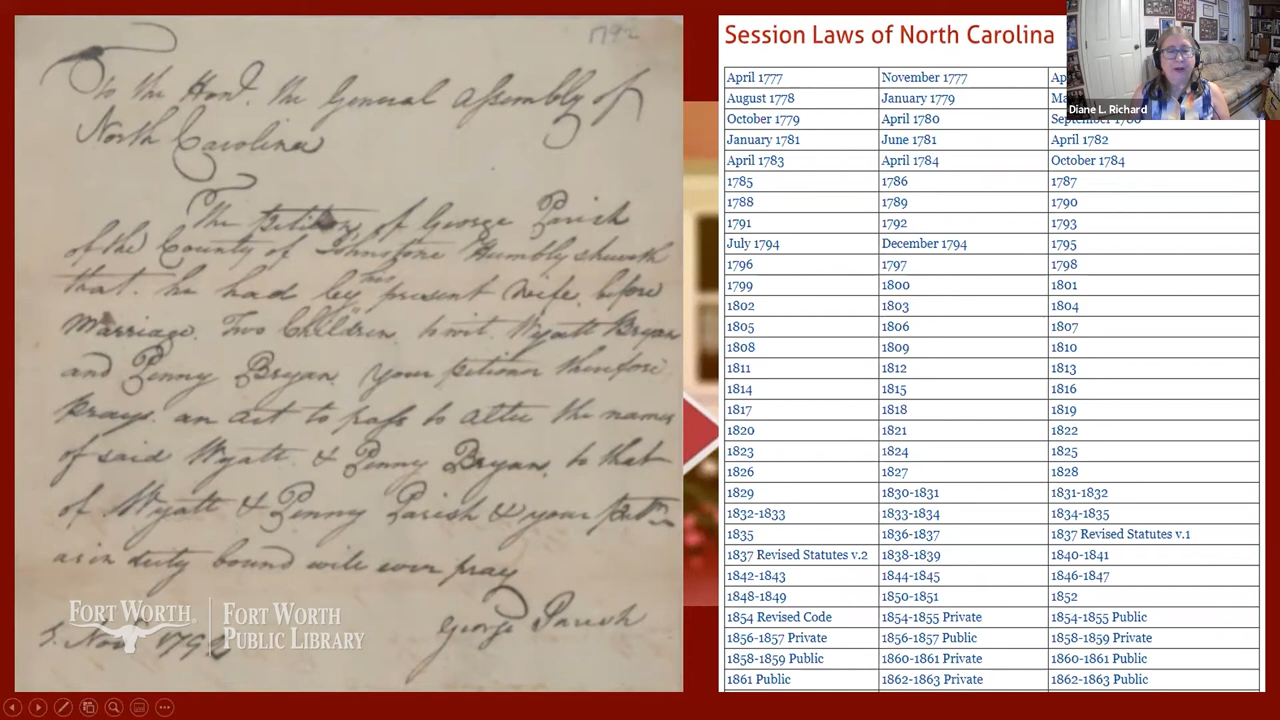 1792
To the Hond. the General Assembly of
North Carolina
The petition of George Parish
of the County of Johnstone Humbly sheweth
that he had by his present wife before
Marriage Two Children towit Wyatt Bryan
and Penny Bryan your petitioner therefore
prays an act to pass to alter the names
of said Wyatt & Penny Bryan to that
of Wyatt & Penny Parish & your
as in duty bound will ever pray
George Parish
5. Novr 1792
FORT WORTH
FORT WORTH
PUBLIC LIBRARY
Session Laws of North Carolina
April 1777 November 1777
August 1778 January 1779
October 1779 April 1780 September 1780
January 1781 June 1781 April 1782
April 1783 April 1784 October 1784
1785 1786 1787
1788 1789 1790
1791 1792 1793
July 1794 December 1794 1795
1796 1797 1798
1799 1800 1801
1802 1803 1804
1805 1806 1807
1808 1809 1810
1811 1812 1813
1814 1815 1816
1817 1818 1819
1820 1821 1822
1823 1824 1825
1826 1827 1828
1829 1830-1831 1831-1832
1832-1833 1833-1834 1834-1835
1835 1836-1837 1837 Revised Statutes v.1
1837 Revised Statutes v.2 1838-1839 1840-1841
1842-1843 1844-1845 1846-1847
1848-1849 1850-1851 1852
1854 Revised Code 1854-1855 Private 1854-1855 Public
1856-1857 Private 1856-1857 Public 1858-1859 Private
1858-1859 Public 1860-1861 Private 1860-1861 Public
1861 Public 1862-1863 Private 1862-1863 Public
Diane L. Richard